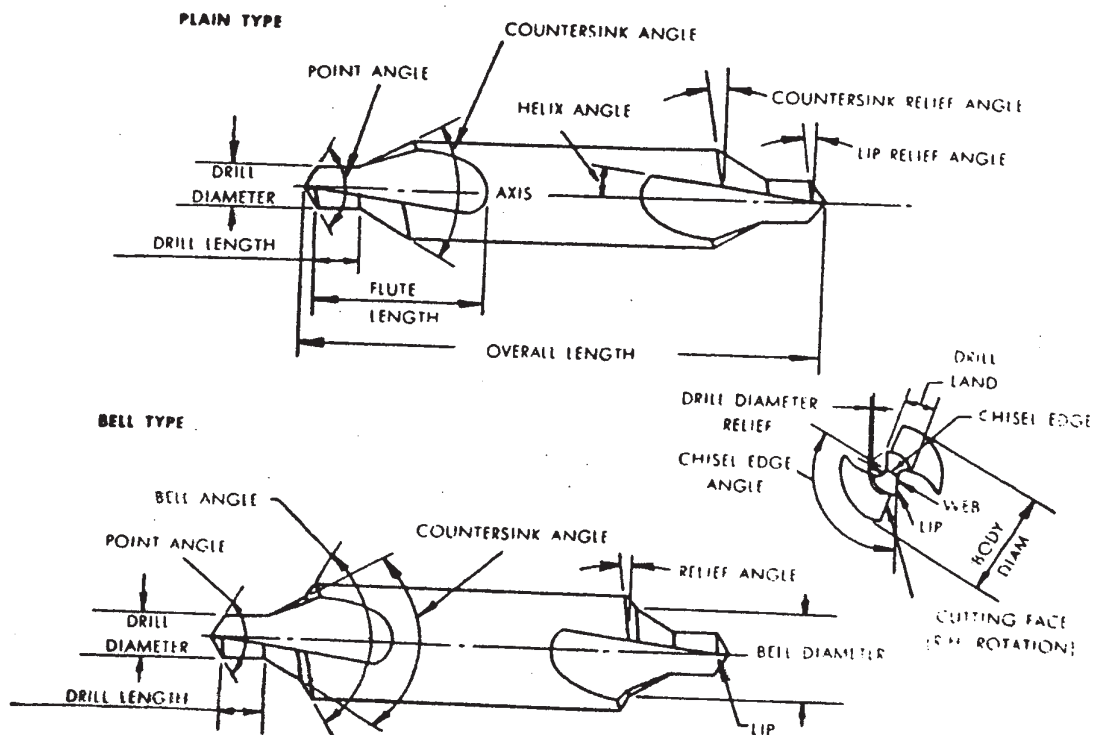 PLAIN TYPE
COUNTERSINK ANGLE
POINT ANGLE
HELIX ANGLE
COUNTERSINK RELIEF ANGLE
LIP RELIEF ANGLE
DRILL
DIAMETER
AXIS
DRILL LENGTH
FLUTE
LENGTH
OVERALL LENGTH
DRILL
LAND
DRILL DIAMETER
RELIEF
CHISEL EDGE
CHISEL EDGE
ANGLE
WEB
LIP
BODY
DIAM
CUTTING FACE
(R.H. ROTATION)
BELL TYPE
BELL ANGLE
POINT ANGLE
COUNTERSINK ANGLE
RELIEF ANGLE
DRILL
DIAMETER
BELL DIAMETER
DRILL LENGTH
LIP